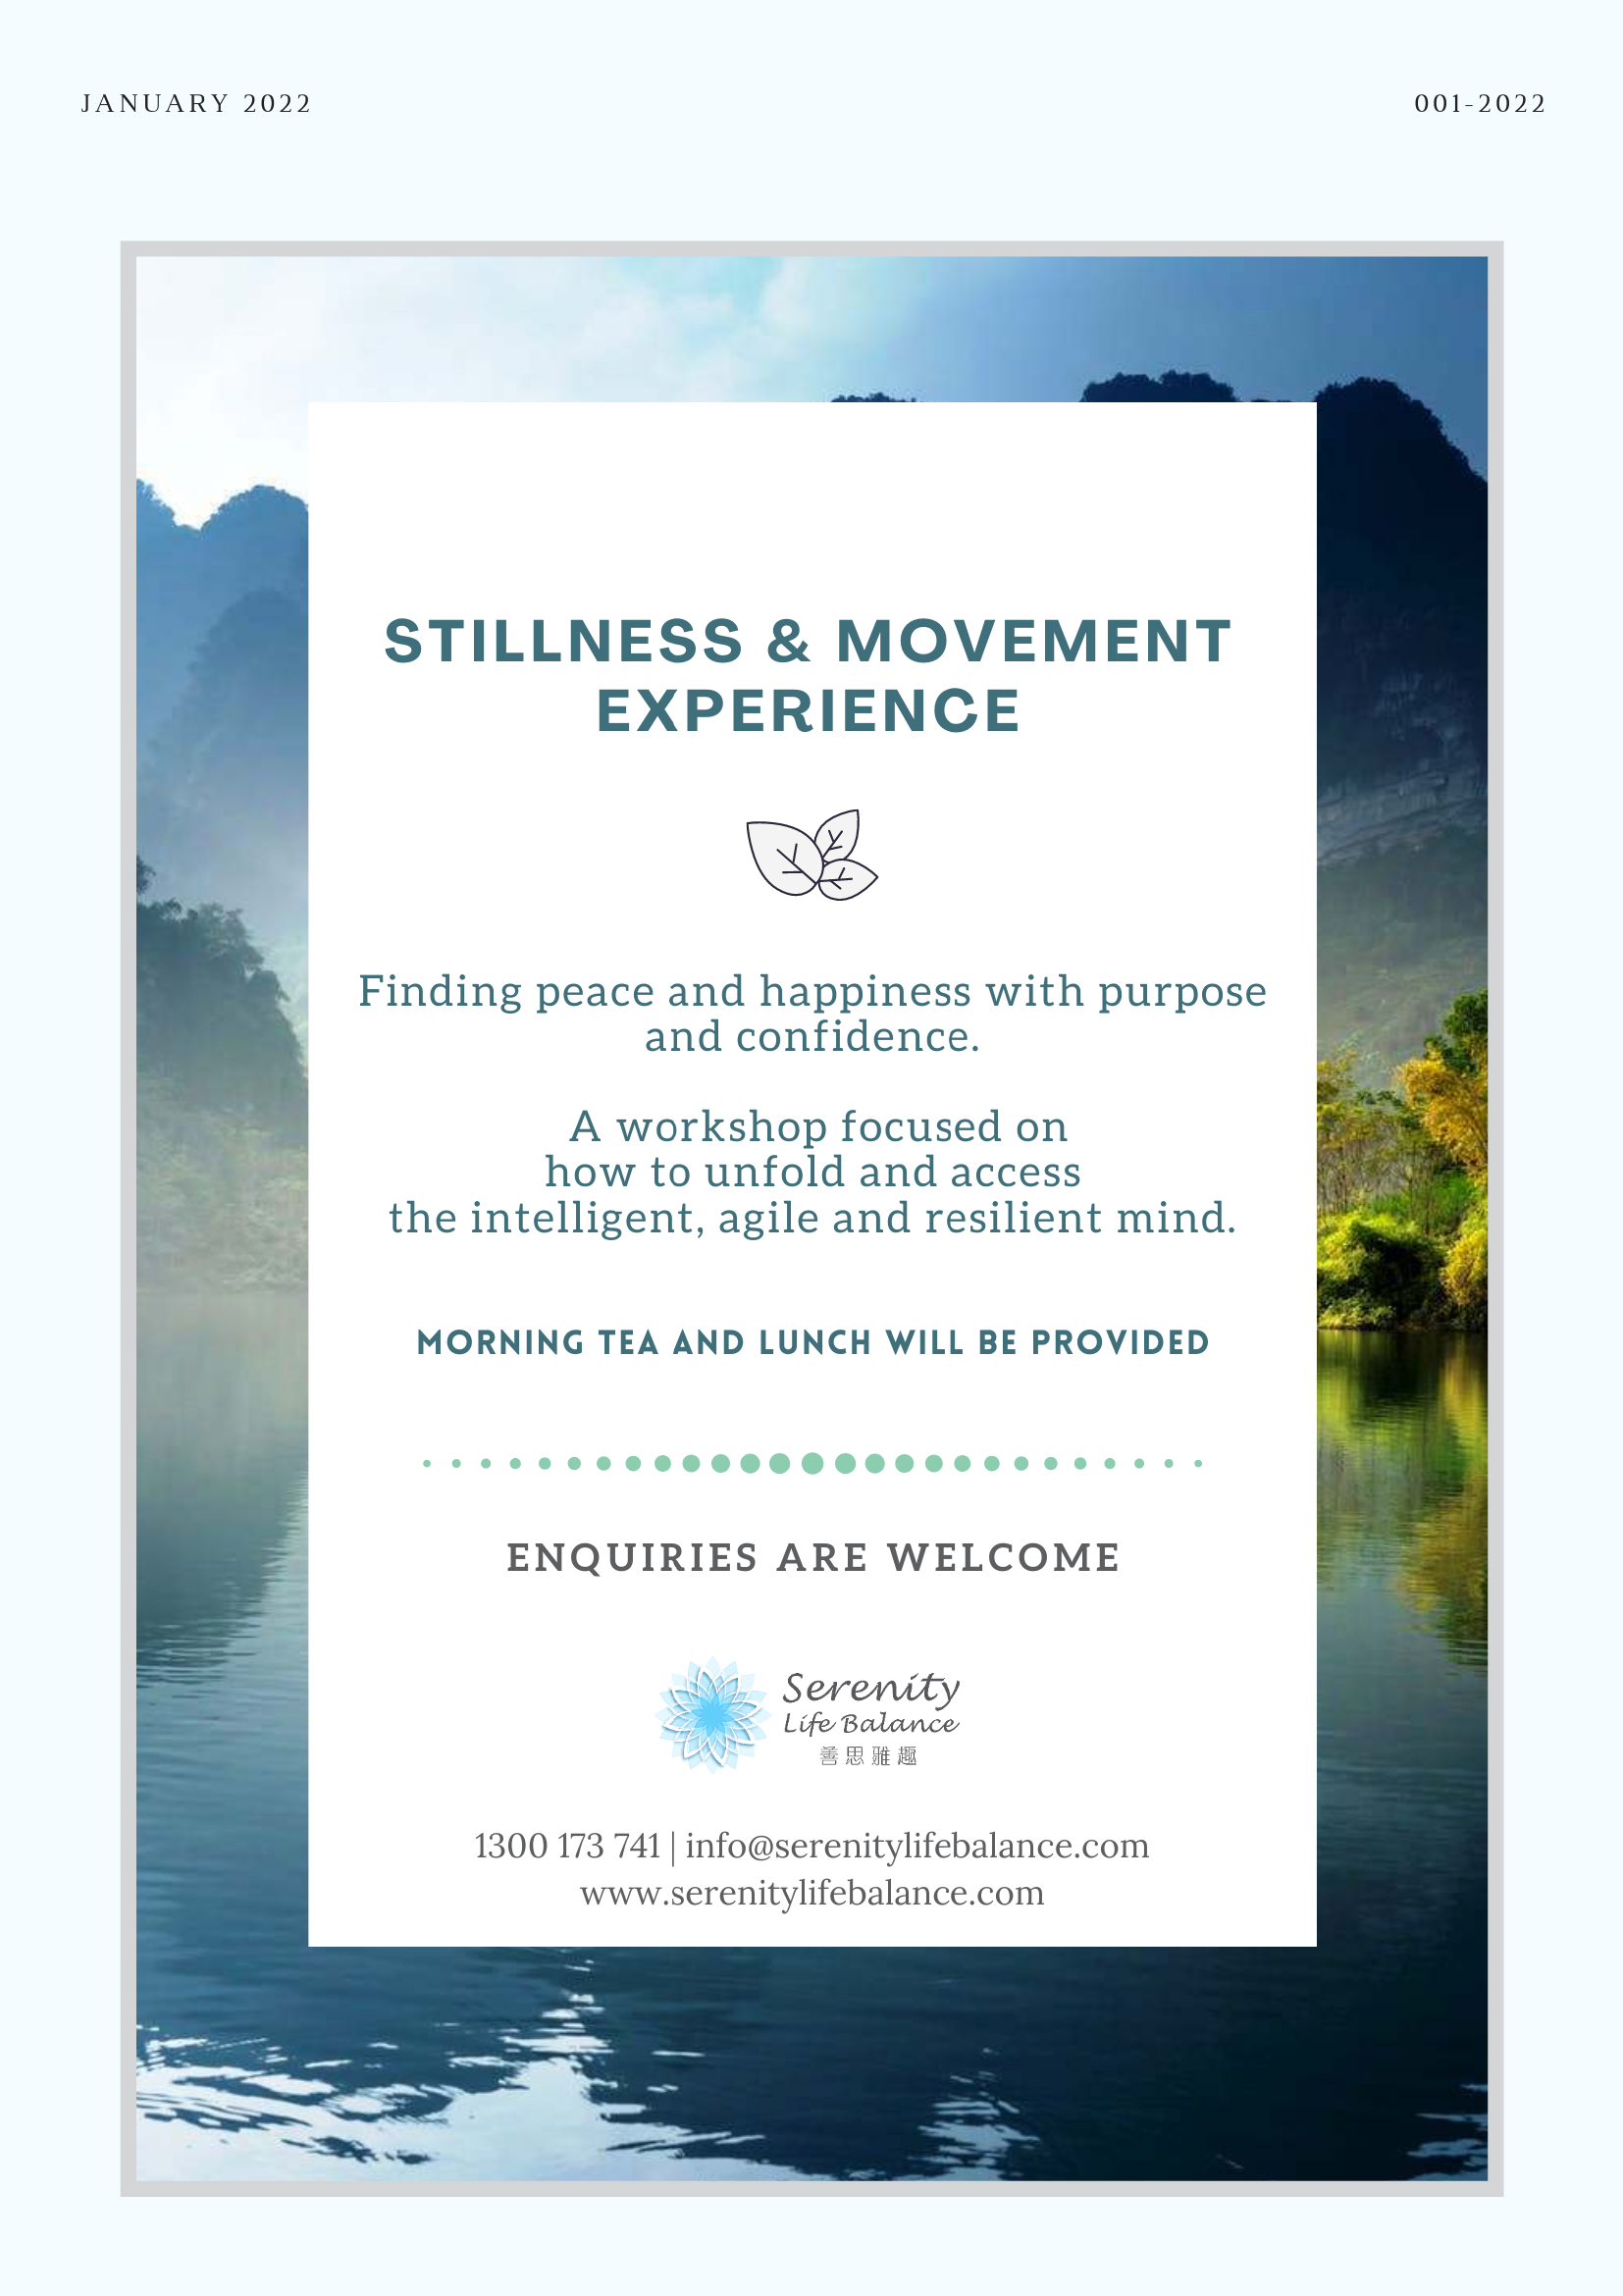 JANUARY 2022
001-2022
STILLNESS & MOVEMENT
EXPERIENCE
Finding peace and happiness with purpose
and confidence.
A workshop focused on
how to unfold and access
the intelligent, agile and resilient mind.
MORNING TEA AND LUNCH WILL BE PROVIDED
ENQUIRIES ARE WELCOME
Serenity
Life Balance
善思雅趣
1300 173 741 | info@serenitylifebalance.com
www.serenitylifebalance.com